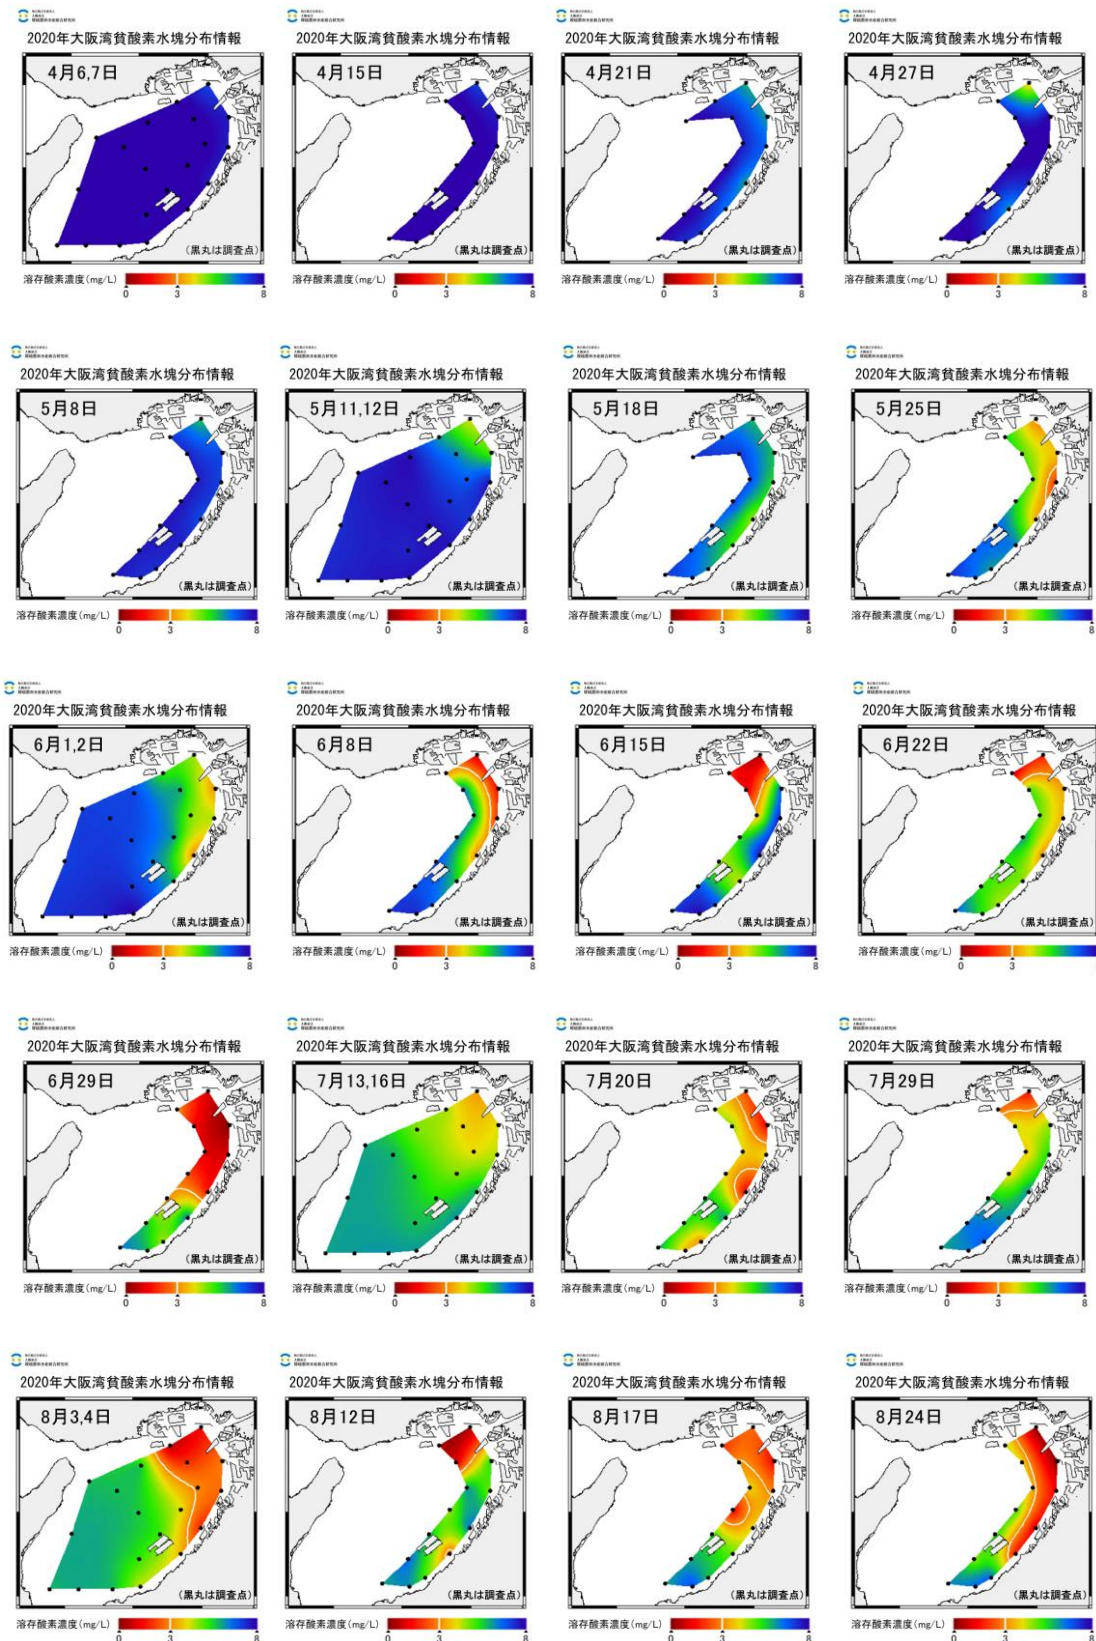 2020年大阪湾貧酸素水塊分布情報 2020年大阪湾貧酸素水塊分布情報 2020年大阪湾貧酸素水塊分布情報 2020年大阪湾貧酸素水塊分布情報
4月6,7日 4月15日 4月21日 4月27日
(黒丸は調査点) (黒丸は調査点) (黒丸は調査点) (黒丸は調査点)
溶存酸素濃度(mg/L) 溶存酸素濃度(mg/L) 溶存酸素濃度(mg/L) 溶存酸素濃度(mg/L)
0 3 8 0 3 8 0 3 8 0 3 8
2020年大阪湾貧酸素水塊分布情報 2020年大阪湾貧酸素水塊分布情報 2020年大阪湾貧酸素水塊分布情報 2020年大阪湾貧酸素水塊分布情報
5月8日 5月11,12日 5月18日 5月25日
(黒丸は調査点) (黒丸は調査点) (黒丸は調査点) (黒丸は調査点)
溶存酸素濃度(mg/L) 溶存酸素濃度(mg/L) 溶存酸素濃度(mg/L) 溶存酸素濃度(mg/L)
0 3 8 0 3 8 0 3 8 0 3 8
2020年大阪湾貧酸素水塊分布情報 2020年大阪湾貧酸素水塊分布情報 2020年大阪湾貧酸素水塊分布情報 2020年大阪湾貧酸素水塊分布情報
6月1,2日 6月8日 6月15日 6月22日
(黒丸は調査点) (黒丸は調査点) (黒丸は調査点) (黒丸は調査点)
溶存酸素濃度(mg/L) 溶存酸素濃度(mg/L) 溶存酸素濃度(mg/L) 溶存酸素濃度(mg/L)
0 3 8 0 3 8 0 3 8 0 3
2020年大阪湾貧酸素水塊分布情報 2020年大阪湾貧酸素水塊分布情報 2020年大阪湾貧酸素水塊分布情報 2020年大阪湾貧酸素水塊分布情報
6月29日 7月13,16日 7月20日 7月29日
(黒丸は調査点) (黒丸は調査点) (黒丸は調査点) (黒丸は調査点)
溶存酸素濃度(mg/L) 溶存酸素濃度(mg/L) 溶存酸素濃度(mg/L) 溶存酸素濃度(mg/L)
0 3 8 0 3 8 0 3 8 0 3 8
2020年大阪湾貧酸素水塊分布情報 2020年大阪湾貧酸素水塊分布情報 2020年大阪湾貧酸素水塊分布情報 2020年大阪湾貧酸素水塊分布情報
8月3,4日 8月12日 8月17日 8月24日
(黒丸は調査点) (黒丸は調査点) (黒丸は調査点) (黒丸は調査点)
溶存酸素濃度(mg/L) 溶存酸素濃度(mg/L) 溶存酸素濃度(mg/L) 溶存酸素濃度(mg/L)
0 3 8 0 3 8 0 3 8 0 3 8